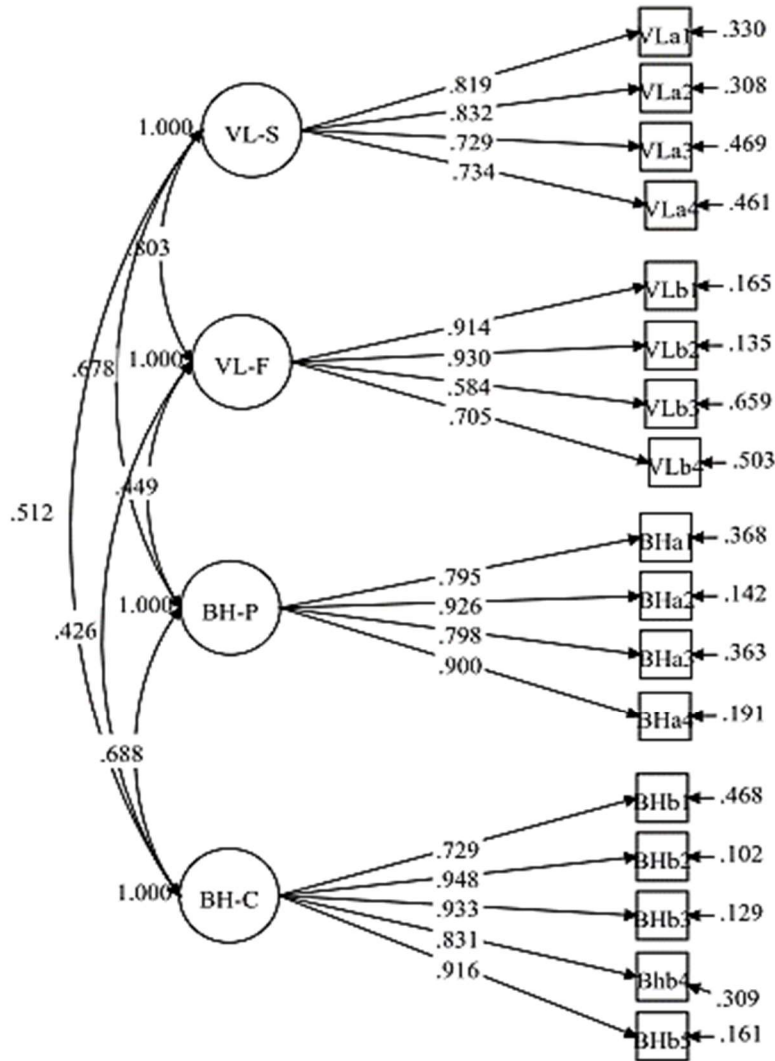 VLa1 .330
.819
VLa2 .308
1.000 VL-S .832
.729 VLa3 .469
.734
VLa4 .461
.803
VLb1 .165
.914
1.000 VL-F .930 VLb2 .135
.678 .584 VLb3 .659
.705
VLb4 .503
.449
.512
BHa1 .368
.795
1.000 BH-P .926 BHa2 .142
.426 .798 BHa3 .363
.900
BHa4 .191
.688
BHb1 .468
.729
.948 BHb2 .102
1.000 BH-C .933 BHb3 .129
.831
.916 Bhb4 .309
BHb5 .161